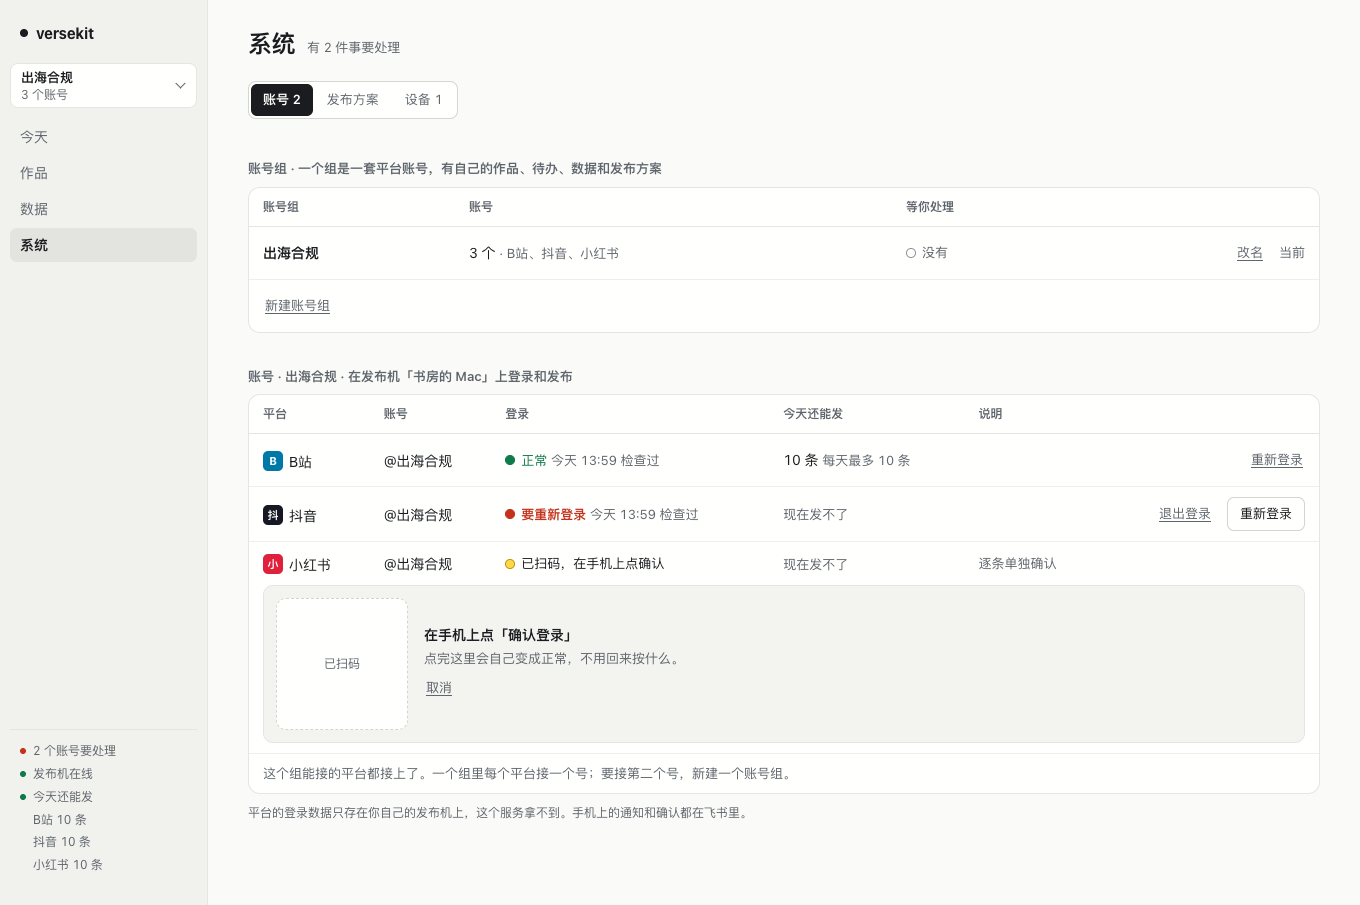 versekit
出海合规
3 个账号
今天
作品
数据
系统
2 个账号要处理
发布机在线
今天还能发
B站 10 条
抖音 10 条
小红书 10 条
系统 有 2 件事要处理
账号 2 发布方案 设备 1
账号组 · 一个组是一套平台账号，有自己的作品、待办、数据和发布方案
账号组 账号 等你处理
出海合规 3 个 · B站、抖音、小红书 没有 改名 当前
新建账号组
账号 · 出海合规 · 在发布机「书房的 Mac」上登录和发布
平台 账号 登录 今天还能发 说明
B B站 @出海合规 正常 今天 13:59 检查过 10 条 每天最多 10 条 重新登录
抖 抖音 @出海合规 要重新登录 今天 13:59 检查过 现在发不了 退出登录 重新登录
小 小红书 @出海合规 已扫码，在手机上点确认 现在发不了 逐条单独确认
已扫码
在手机上点「确认登录」
点完这里会自己变成正常，不用回来按什么。
取消
这个组能接的平台都接上了。一个组里每个平台接一个号；要接第二个号，新建一个账号组。
平台的登录数据只存在你自己的发布机上，这个服务拿不到。手机上的通知和确认都在飞书里。